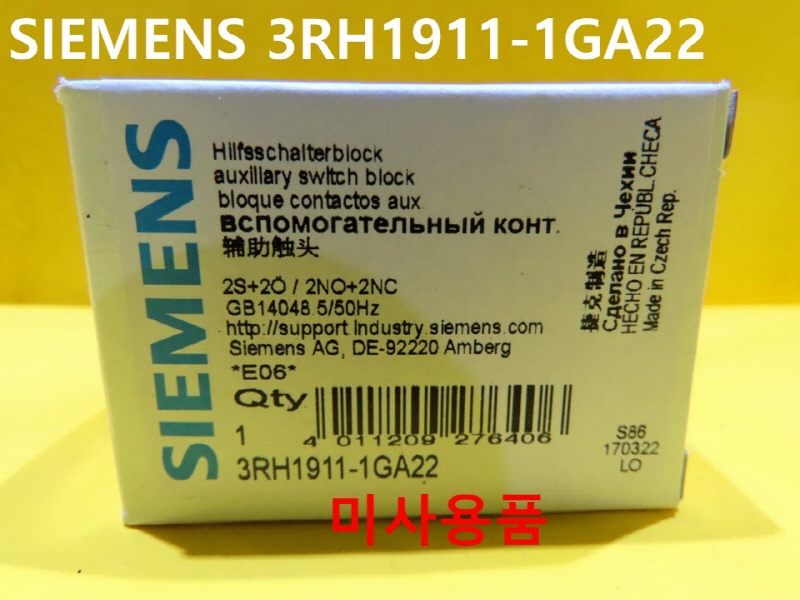 SIEMENS 3RH1911-1GA22
SIEMENS
Hilfsschalterblock
auxiliary switch block
bloque contactos aux.
вспомогательный конт.
辅助触头
2S+2Ö / 2NO+2NC
GB14048.5/50Hz
http://support.industry.siemens.com
Siemens AG, DE-92220 Amberg
*E06*
Qty
1
4 011209 276406
3RH1911-1GA22
捷克制造
Сделано в Чехии
HECHO EN REPÚBL.CHECA
Made in Czech Rep.
S86
170322
LO
미사용품